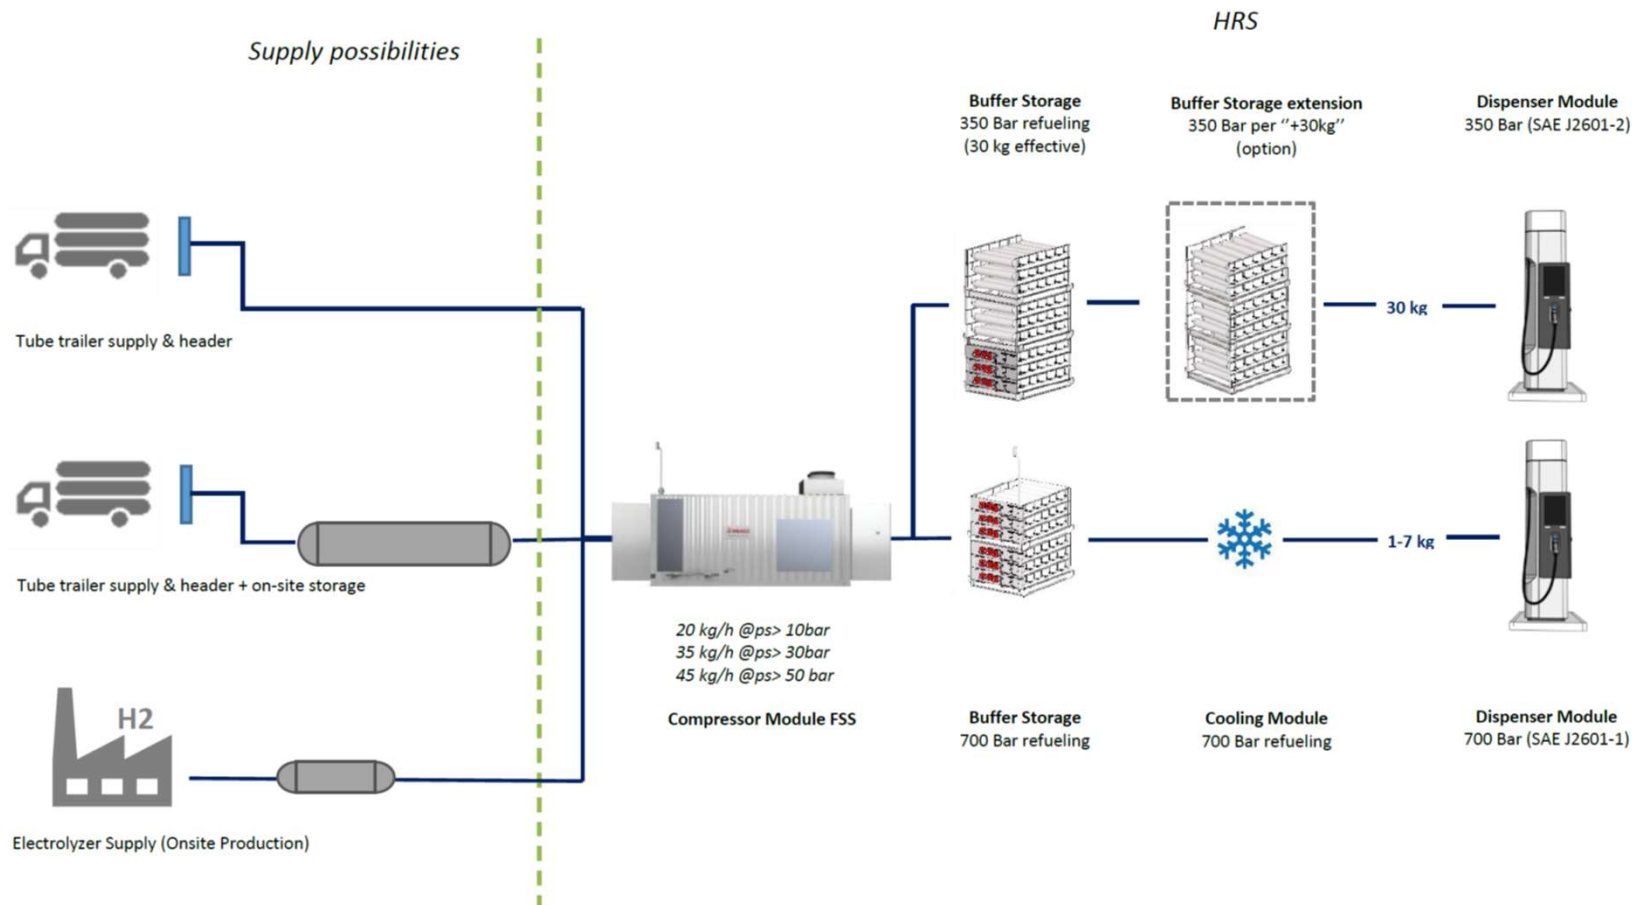 HRS
Supply possibilities
Buffer Storage
350 Bar refueling
(30 kg effective)
Buffer Storage extension
350 Bar per ‘’+30kg’’
(option)
Dispenser Module
350 Bar (SAE J2601-2)
Tube trailer supply & header
30 kg
Tube trailer supply & header + on-site storage
1-7 kg
20 kg/h @ps> 10bar
35 kg/h @ps> 30bar
45 kg/h @ps> 50 bar
Compressor Module FSS
Buffer Storage
700 Bar refueling
Cooling Module
700 Bar refueling
Dispenser Module
700 Bar (SAE J2601-1)
H2
Electrolyzer Supply (Onsite Production)